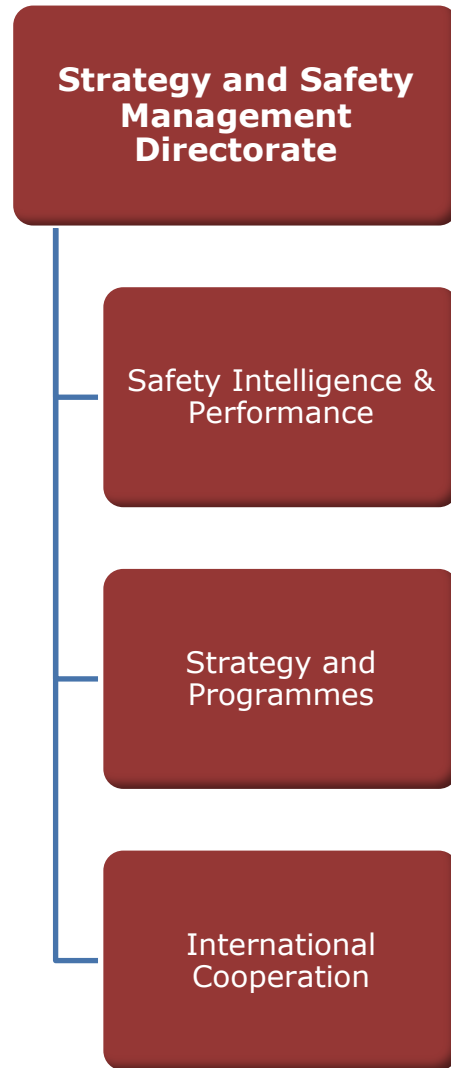 Strategy and Safety
Management
Directorate
Safety Intelligence &
Performance
Strategy and
Programmes
International
Cooperation